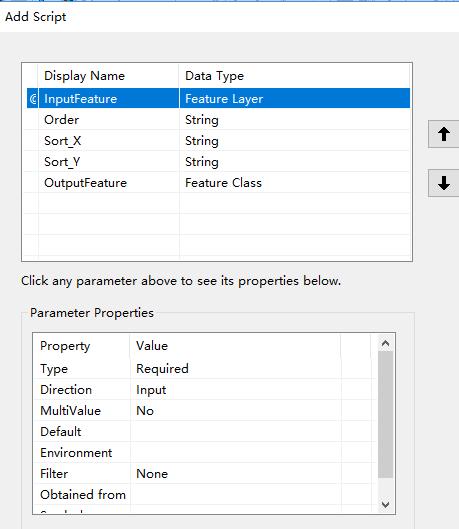 Add Script
Display Name Data Type
InputFeature Feature Layer
Order String
Sort_X String
Sort_Y String
OutputFeature Feature Class
Click any parameter above to see its properties below.
Parameter Properties
Property Value
Type Required
Direction Input
MultiValue No
Default
Environment
Filter None
Obtained from